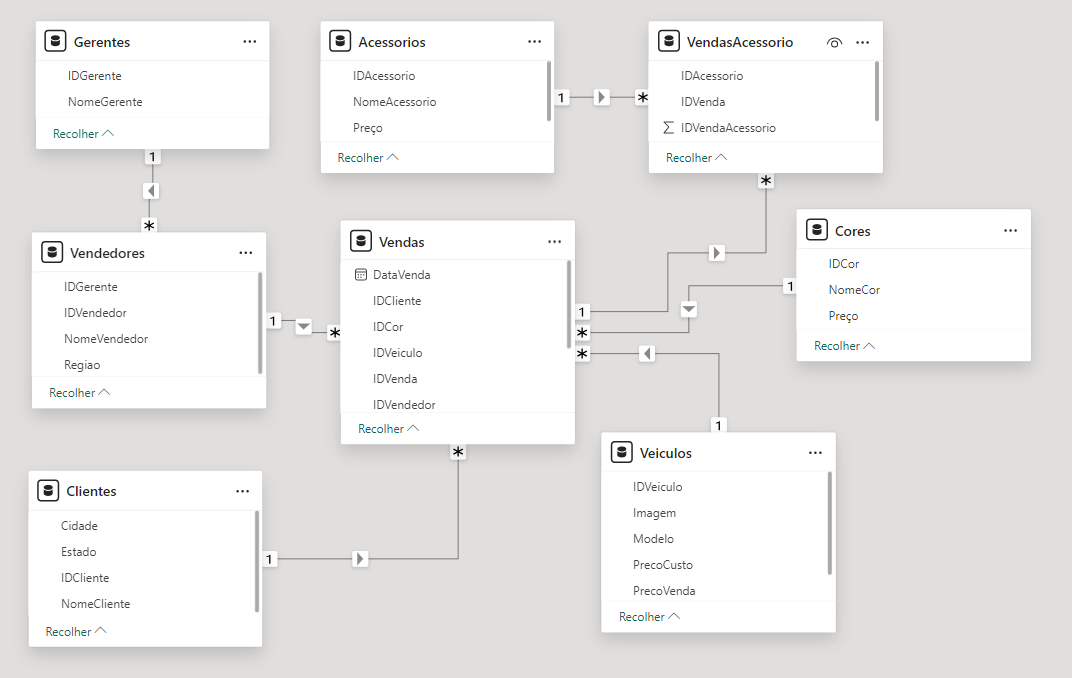 Gerentes
IDGerente
NomeGerente
Recolher
Acessorios
IDAcessorio
NomeAcessorio
Preço
Recolher
VendasAcessorio
IDAcessorio
IDVenda
IDVendaAcessorio
Recolher
1
*
1
*
*
Vendedores
IDGerente
IDVendedor
NomeVendedor
Regiao
Recolher
1
*
Vendas
DataVenda
IDCliente
IDCor
IDVeiculo
IDVenda
IDVendedor
Recolher
1
*
*
*
Cores
IDCor
NomeCor
Preço
Recolher
1
Clientes
Cidade
Estado
IDCliente
NomeCliente
Recolher
1
1
Veiculos
IDVeiculo
Imagem
Modelo
PrecoCusto
PrecoVenda
Recolher